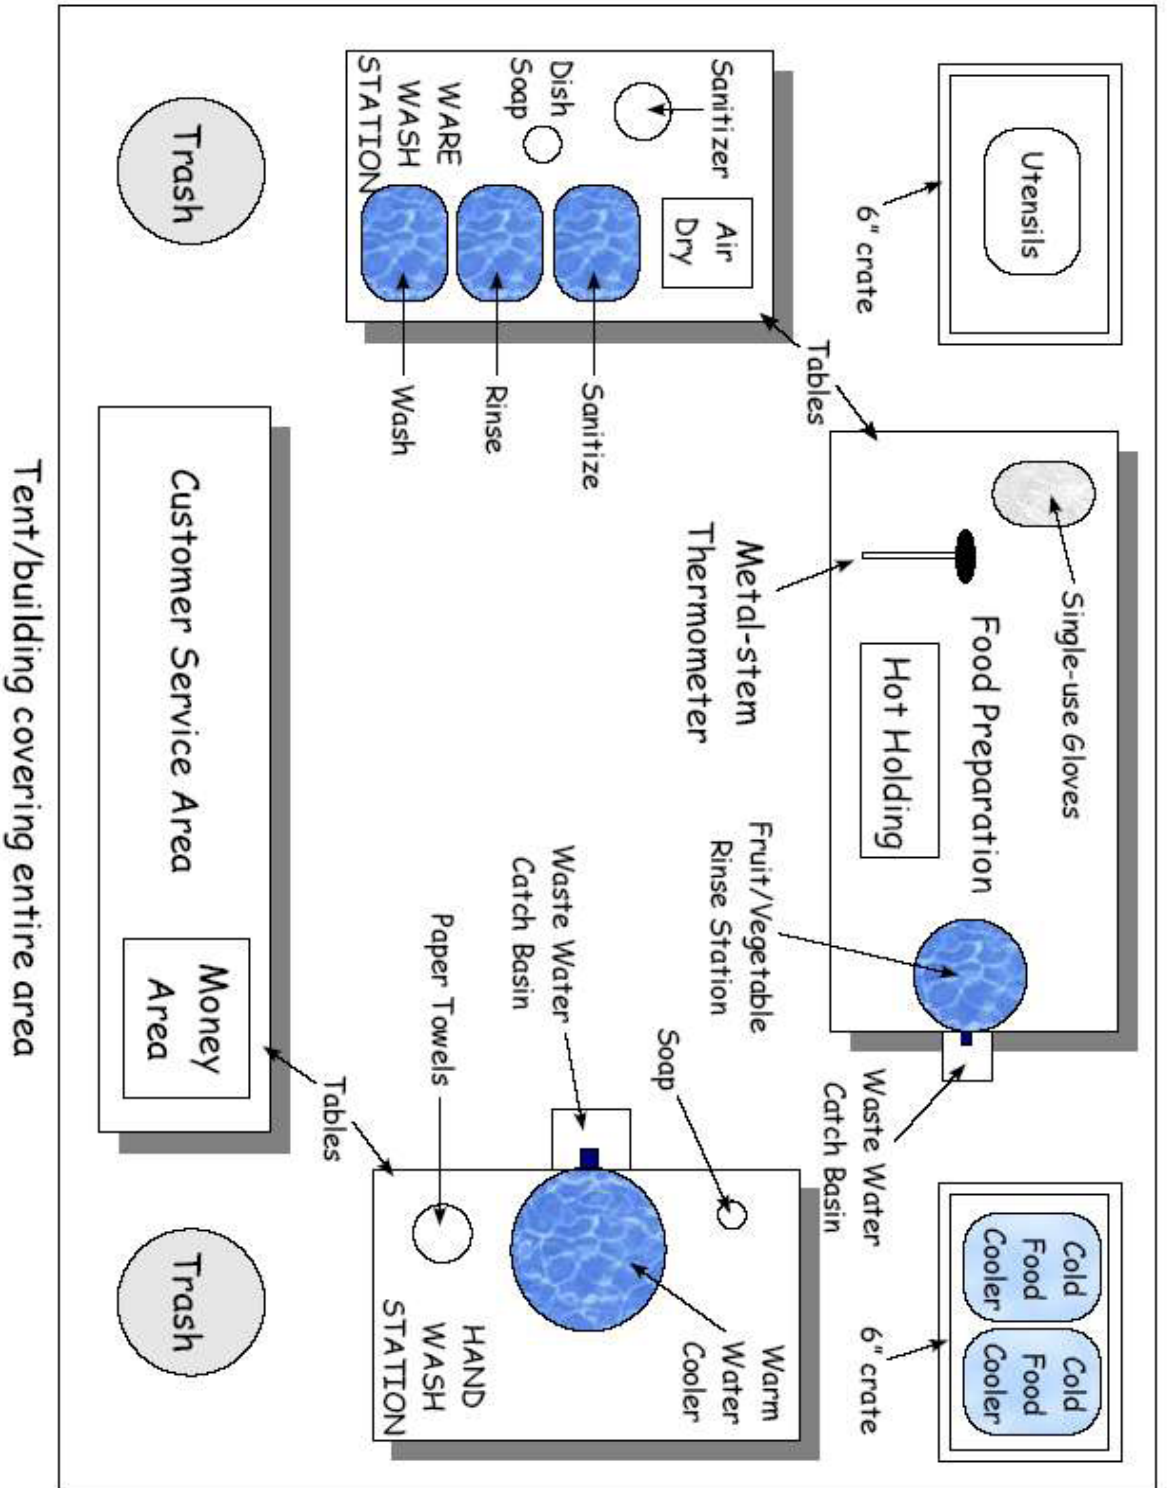 Utensils
6" crate
Single-use Gloves
Food Preparation
Hot Holding
Metal-stem
Thermometer
Fruit/Vegetable
Rinse Station
Waste Water
Catch Basin
Cold
Food
Cooler
Cold
Food
Cooler
6" crate
Tables
Sanitizer
Air
Dry
Dish
Soap
WARE
WASH
STATION
Sanitize
Rinse
Wash
Soap
Waste Water
Catch Basin
Paper Towels
Warm
Water
Cooler
HAND
WASH
STATION
Tables
Trash
Customer Service Area
Money
Area
Trash
Tent/building covering entire area